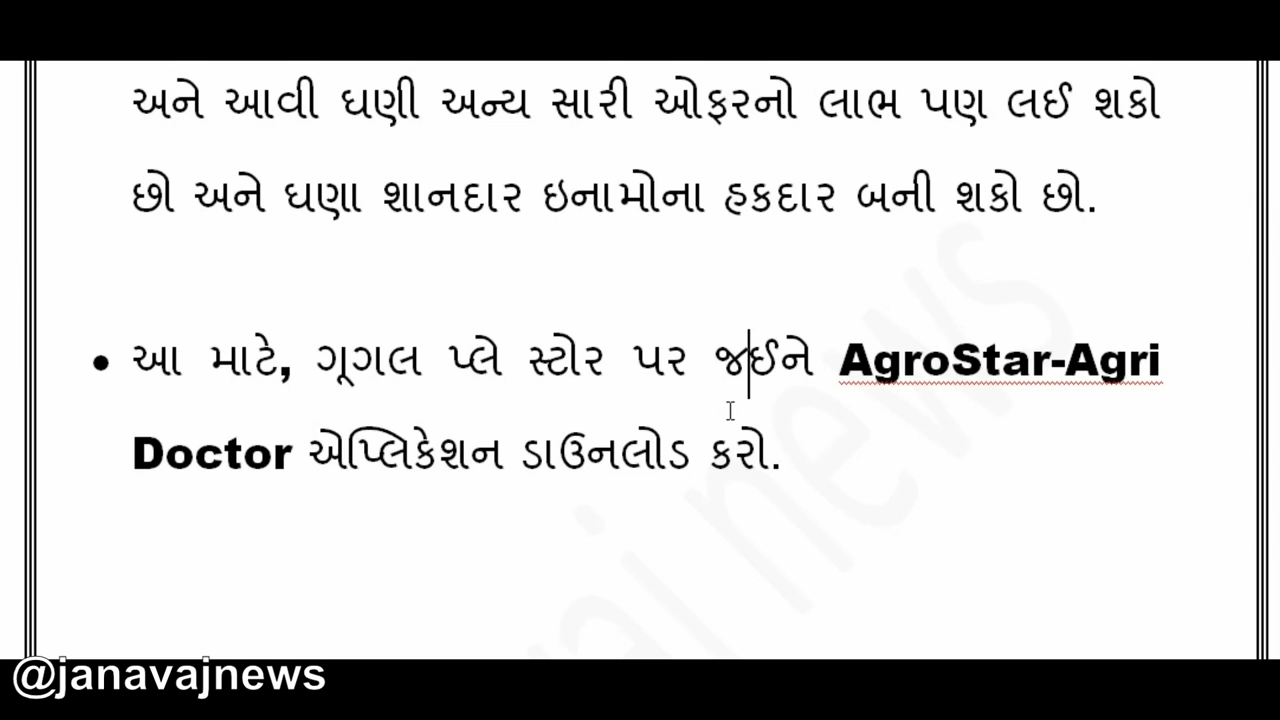 અને આવી ઘણી અન્ય સારી ઓફરનો લાભ પણ લઈ શકો
છો અને ઘણા શાનદાર ઇનામોના હકદાર બની શકો છો.
• આ માટે, ગૂગલ પ્લે સ્ટોર પર જઈને AgroStar-Agri
Doctor એપ્લિકેશન ડાઉનલોડ કરો.
news
@janavajnews